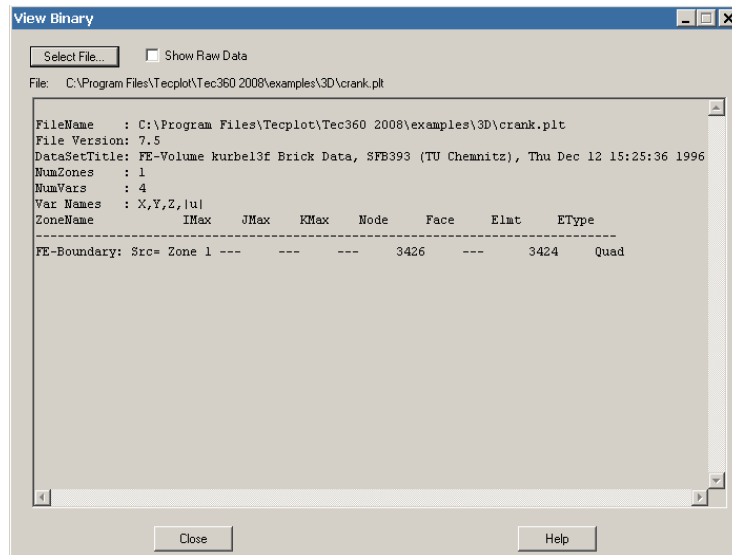 View Binary
Select File... Show Raw Data
File: C:\Program Files\Tecplot\Tec360 2008\examples\3D\crank.plt
FileName : C:\Program Files\Tecplot\Tec360 2008\examples\3D\crank.plt
File Version: 7.5
DataSetTitle: FE-Volume kurbel3f Brick Data, SFB393 (TU Chemnitz), Thu Dec 12 15:25:36 1996
NumZones : 1
NumVars : 4
Var Names : X,Y,Z,|u|
ZoneName IMax JMax KMax Node Face Elmt EType
--------------------------------------------------------------------------------
FE-Boundary: Src= Zone 1 --- --- --- 3426 --- 3424 Quad
Close Help